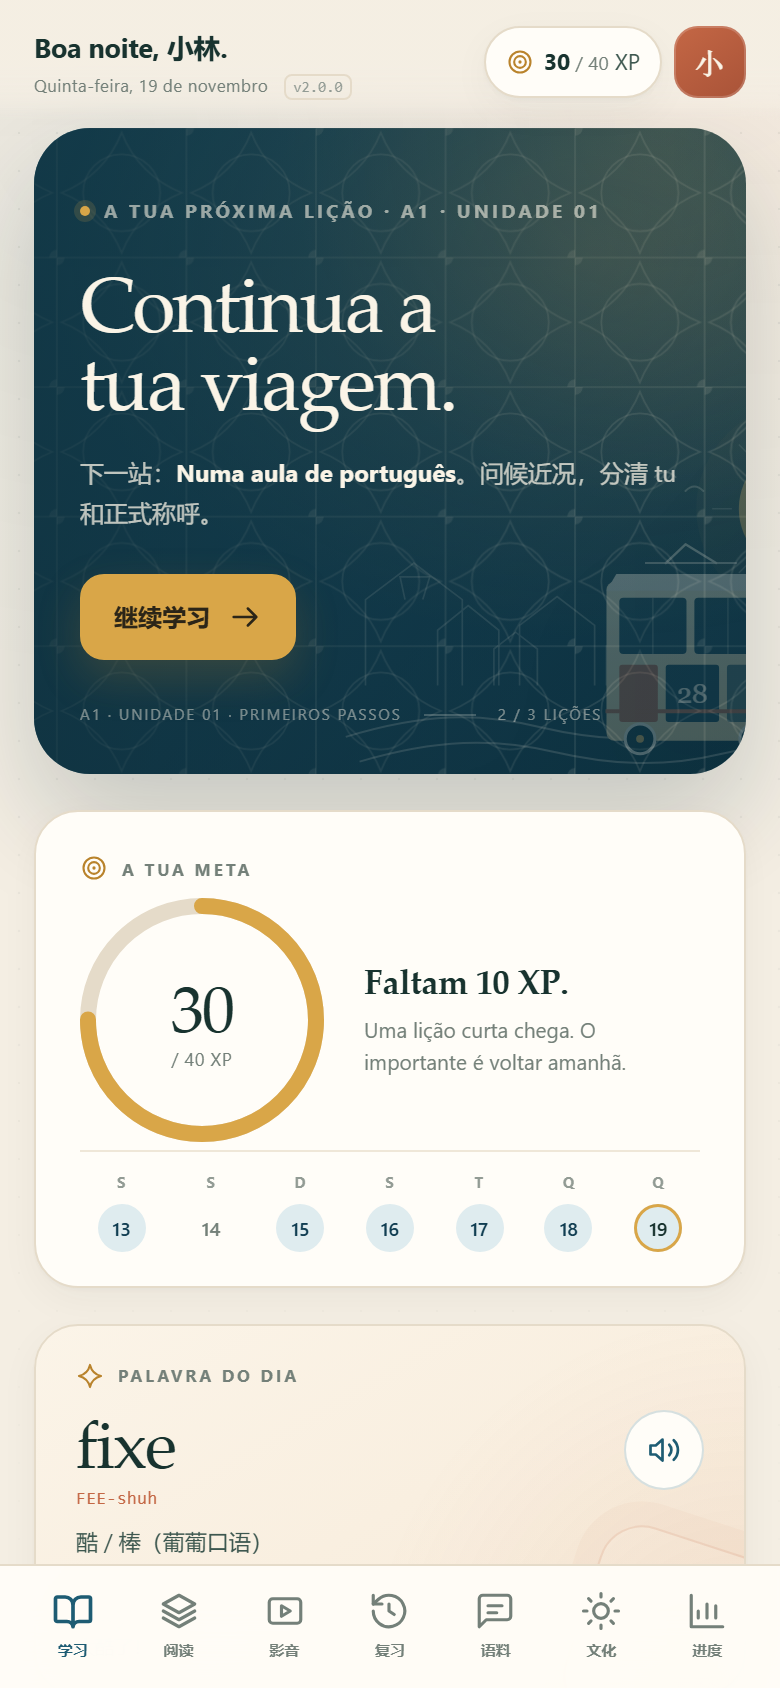 Boa noite, 小林.
Quinta-feira, 19 de novembro v2.0.0
30 / 40 XP
小
A TUA PRÓXIMA LIÇÃO · A1 · UNIDADE 01
Continua a
tua viagem.
下一站：Numa aula de português。问候近况，分清 tu
和正式称呼。
继续学习 →
28
A1 · UNIDADE 01 · PRIMEIROS PASSOS
2 / 3 LIÇÕES
A TUA META
30
/ 40 XP
Faltam 10 XP.
Uma lição curta chega. O
importante é voltar amanhã.
S S D S T Q Q
13 14 15 16 17 18 19
PALAVRA DO DIA
fixe
FEE-shuh
酷 / 棒（葡葡口语）
学习 阅读 影音 复习 语料 文化 进度